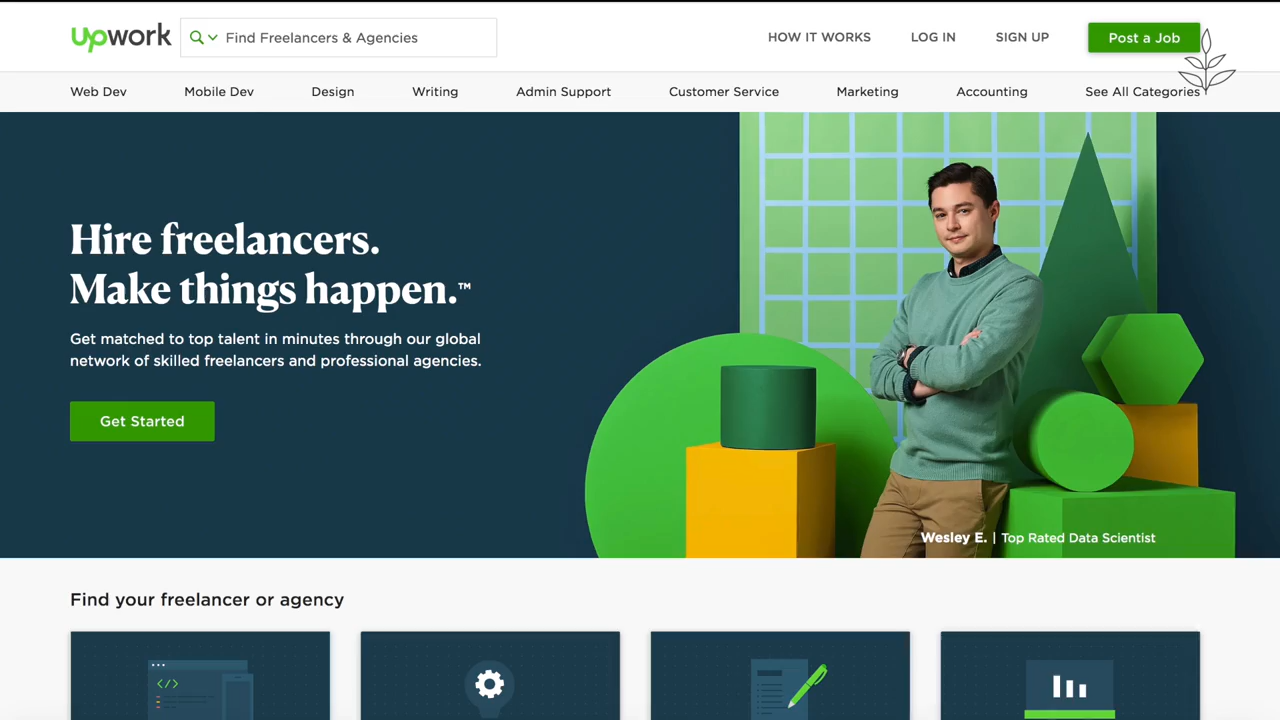 upwork
Find Freelancers & Agencies
HOW IT WORKS
LOG IN
SIGN UP
Post a Job
Web Dev
Mobile Dev
Design
Writing
Admin Support
Customer Service
Marketing
Accounting
See All Categories
Hire freelancers.
Make things happen.™
Get matched to top talent in minutes through our global
network of skilled freelancers and professional agencies.
Get Started
Wesley E. | Top Rated Data Scientist
Find your freelancer or agency